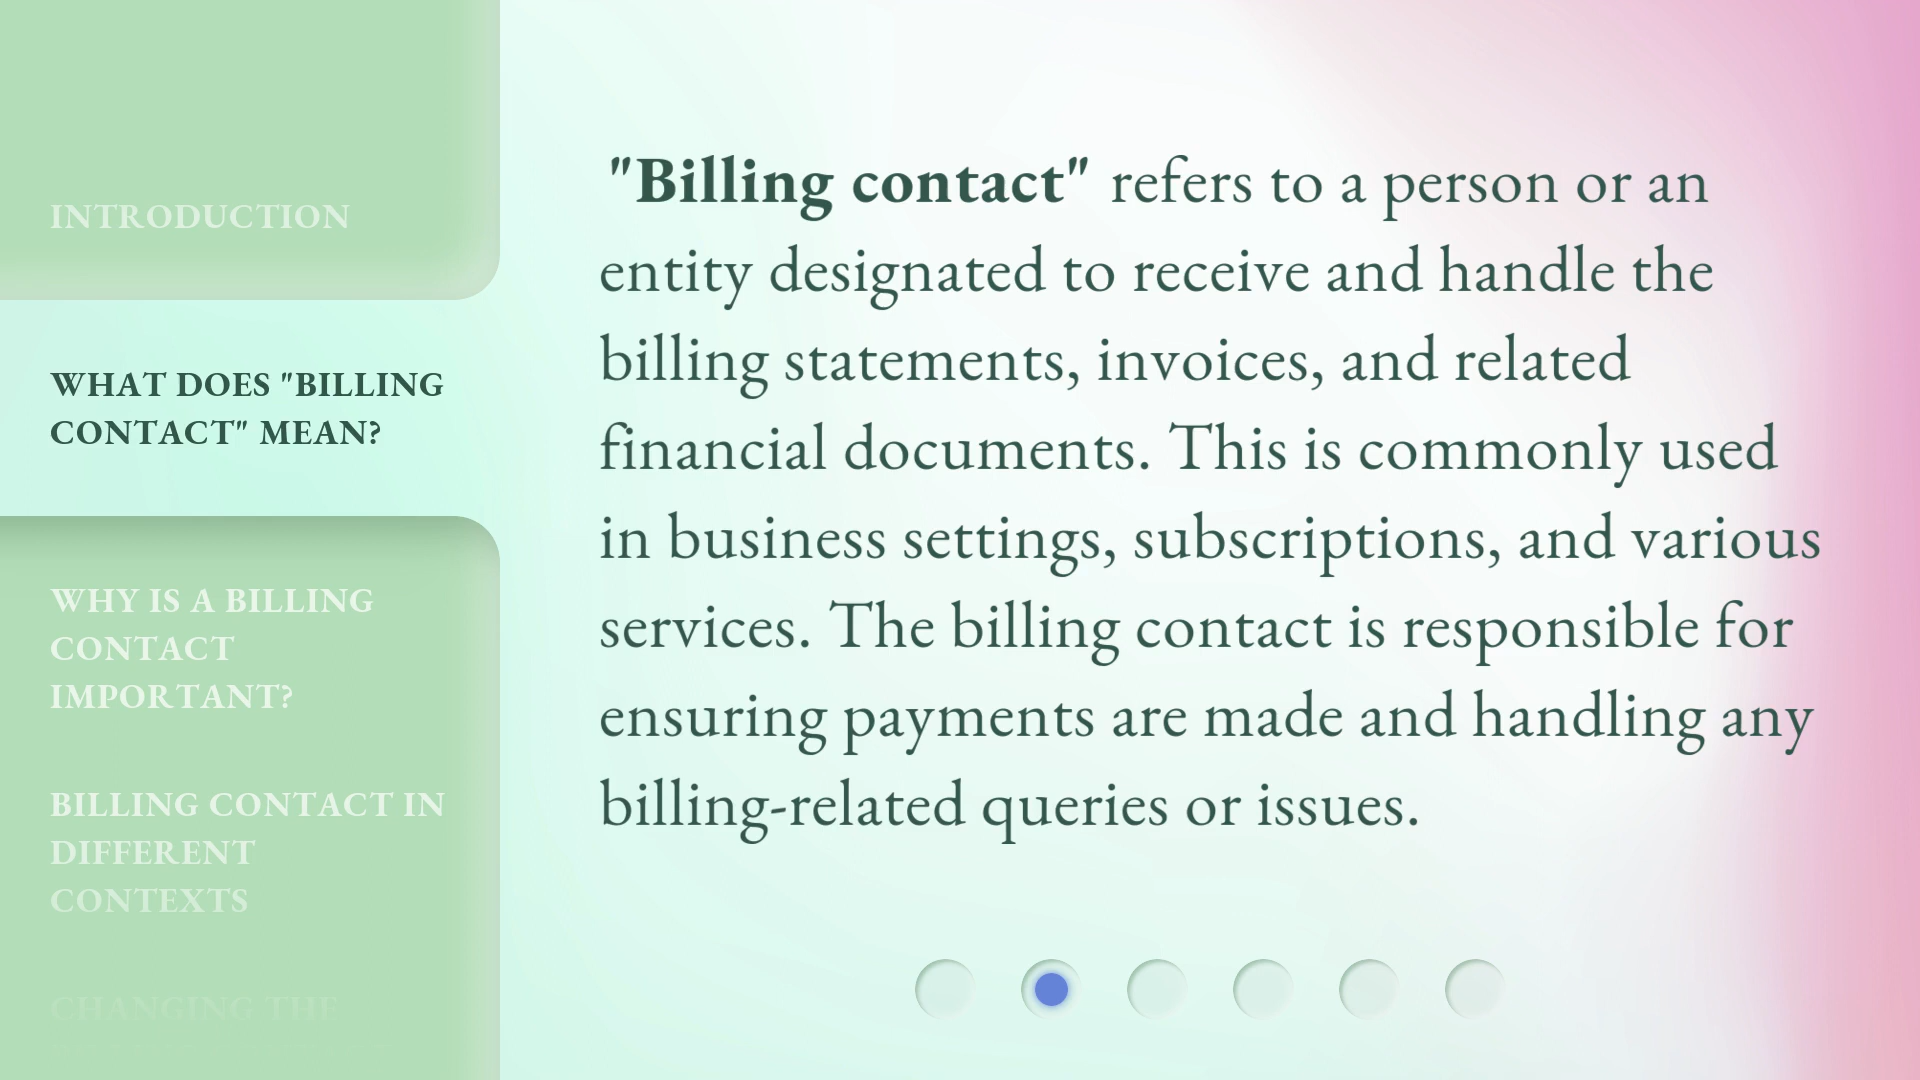 INTRODUCTION
WHAT DOES "BILLING
CONTACT" MEAN?
WHY IS A BILLING
CONTACT
IMPORTANT?
BILLING CONTACT IN
DIFFERENT
CONTEXTS
CHANGING THE
"Billing contact" refers to a person or an
entity designated to receive and handle the
billing statements, invoices, and related
financial documents. This is commonly used
in business settings, subscriptions, and various
services. The billing contact is responsible for
ensuring payments are made and handling any
billing-related queries or issues.